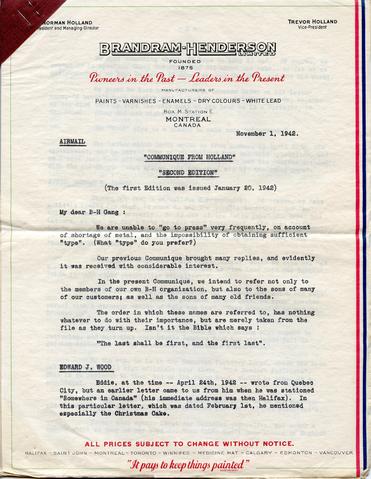 NORMAN HOLLAND
President and Managing-Director
TREVOR HOLLAND
Vice-President
BRANDRAM-HENDERSON
LIMITED
FOUNDED
1875
Pioneers in the Past — Leaders in the Present
MANUFACTURERS OF
PAINTS - VARNISHES - ENAMELS - DRY COLOURS - WHITE LEAD
BOX M. STATION E.
MONTREAL
CANADA
November 1, 1942.
AIRMAIL
"COMMUNIQUE FROM HOLLAND"
"SECOND EDITION"
(The first Edition was issued January 20, 1942)
My dear B-H Gang :
We are unable to "go to press" very frequently, on account
of shortage of metal, and the impossibility of obtaining sufficient
"type". (What "type" do you prefer?)
Our previous Communique brought many replies, and evidently
it was received with considerable interest.
In the present Communique, we intend to refer not only to
the members of our own B-H organization, but also to the sons of many
of our customers; as well as the sons of many old friends.
The order in which these names are referred to, has nothing
whatever to do with their importance, but are merely taken from the
file as they turn up. Isn't it the Bible which says :
"The last shall be first, and the first last".
EDWARD J. WOOD
Eddie, at the time -- April 24th, 1942 -- wrote from Quebec
City, but an earlier letter came to us from him when he was stationed
"Somewhere in Canada" (his immediate address was then Halifax). In
this particular letter, which was dated February 1st, he mentioned
especially the Christmas Cake.
ALL PRICES SUBJECT TO CHANGE WITHOUT NOTICE.
HALIFAX - SAINT JOHN - MONTREAL - TORONTO - WINNIPEG - MEDICINE HAT - CALGARY - EDMONTON - VANCOUVER
"It pays to keep things painted"